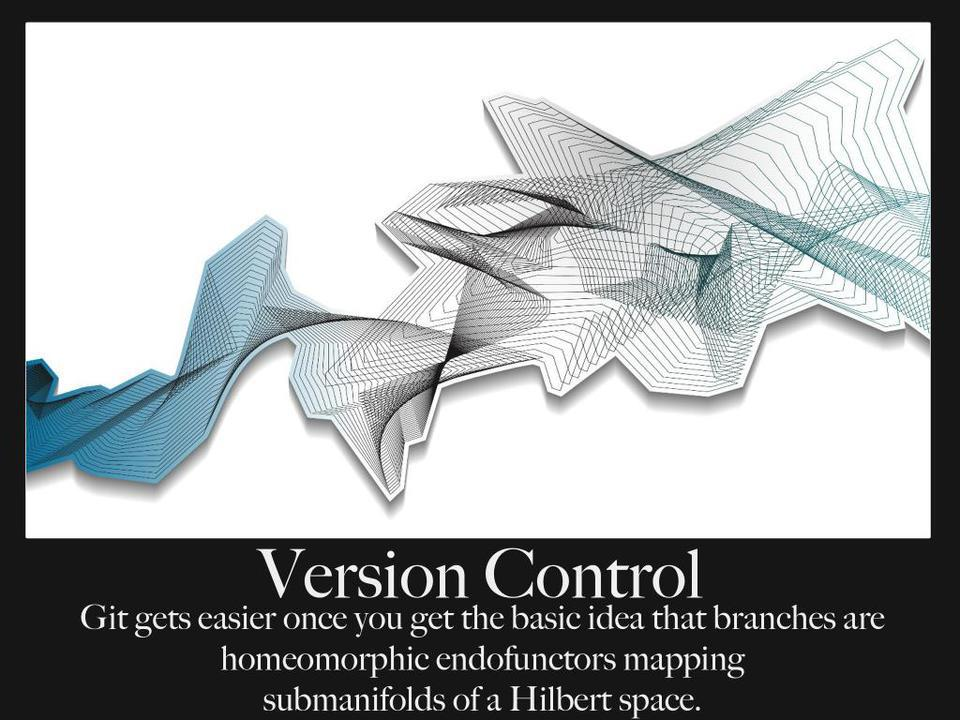 Version Control
Git gets easier once you get the basic idea that branches are
homeomorphic endofunctors mapping
submanifolds of a Hilbert space.